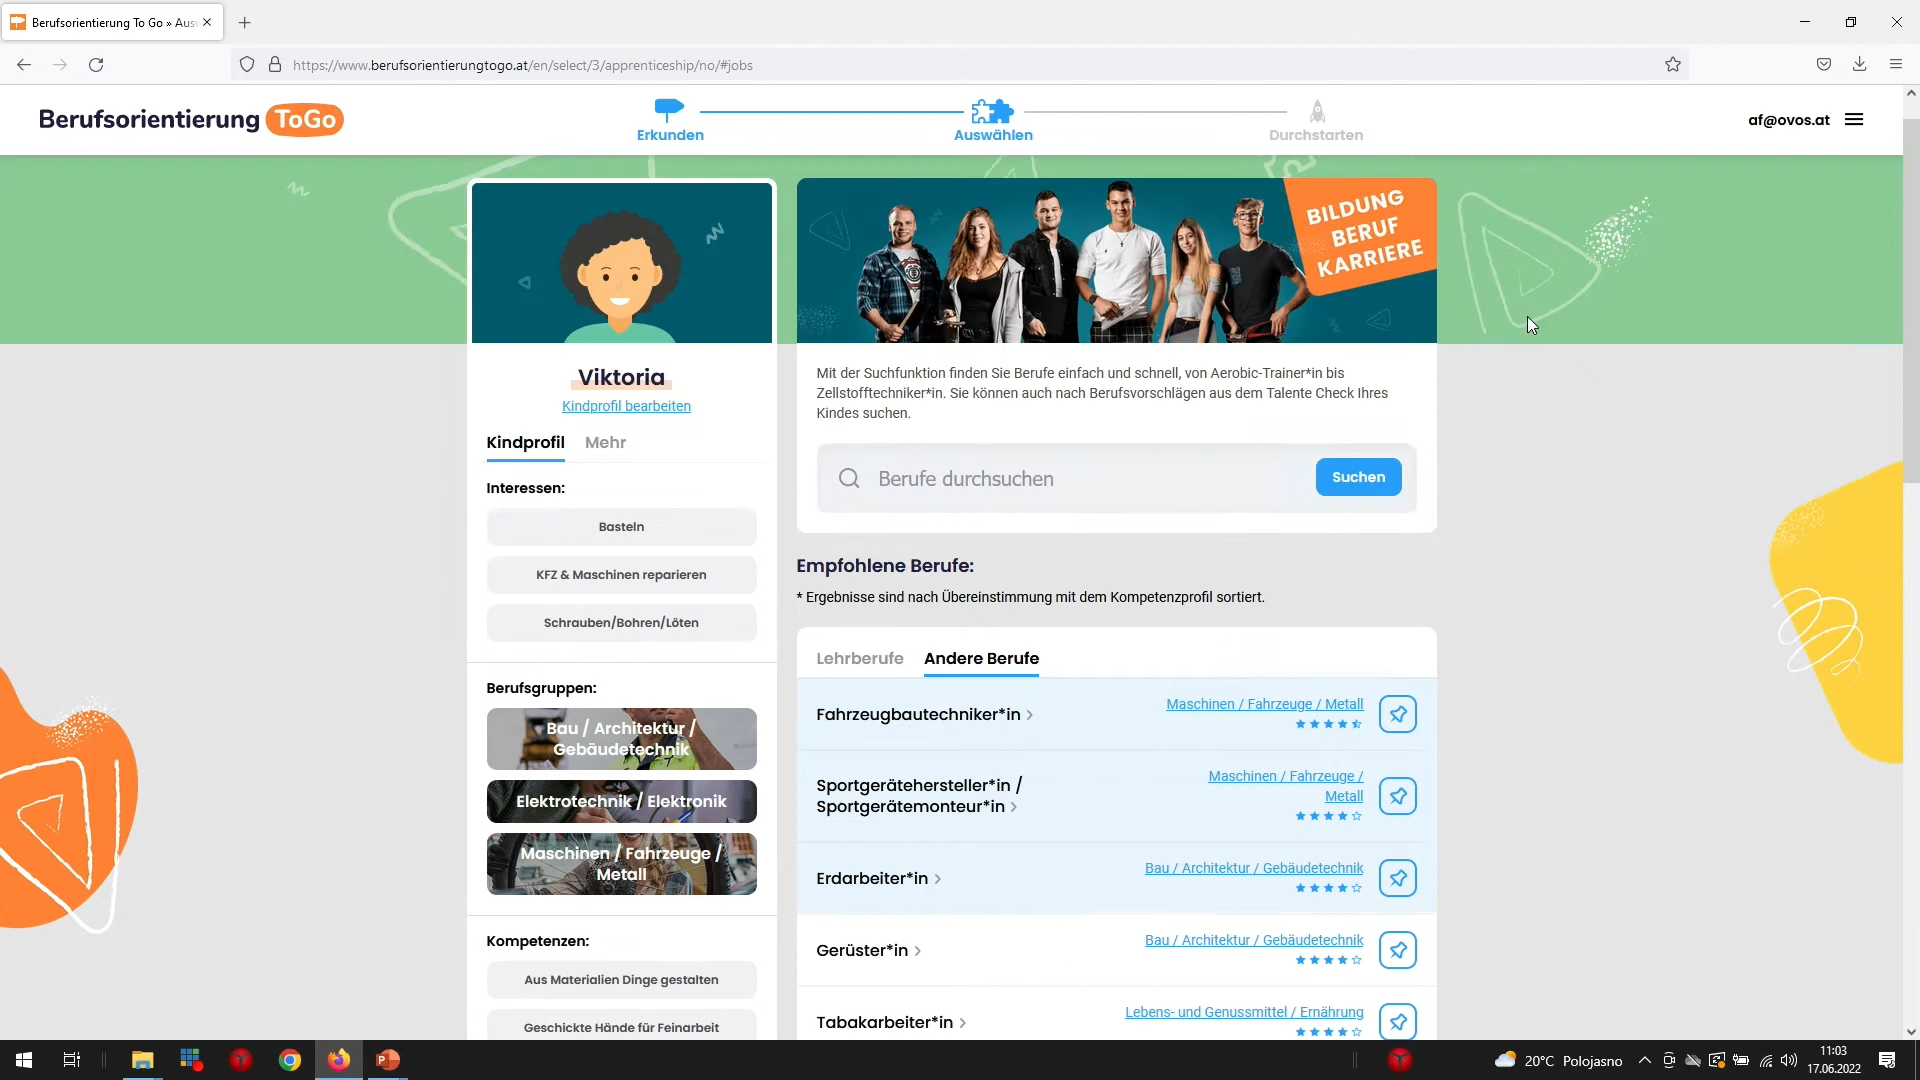 Berufsorientierung To Go » Aus
https://www.berufsorientierungtogo.at/en/select/3/apprenticeship/no/#jobs
Berufsorientierung ToGo
Erkunden
Auswählen
Durchstarten
af@ovos.at
BILDUNG
BERUF
KARRIERE
Viktoria
Kindprofil bearbeiten
Kindprofil Mehr
Interessen:
Basteln
KFZ & Maschinen reparieren
Schrauben/Bohren/Löten
Berufsgruppen:
Bau / Architektur /
Gebäudetechnik
Elektrotechnik / Elektronik
Maschinen / Fahrzeuge /
Metall
Kompetenzen:
Aus Materialien Dinge gestalten
Geschickte Hände für Feinarbeit
Mit der Suchfunktion finden Sie Berufe einfach und schnell, von Aerobic-Trainer*in bis
Zellstofftechniker*in. Sie können auch nach Berufsvorschlägen aus dem Talente Check Ihres
Kindes suchen.
Berufe durchsuchen
Suchen
Empfohlene Berufe:
* Ergebnisse sind nach Übereinstimmung mit dem Kompetenzprofil sortiert.
Lehrberufe Andere Berufe
Fahrzeugbautechniker*in
Maschinen / Fahrzeuge / Metall
Sportgerätehersteller*in /
Sportgerätemonteur*in
Maschinen / Fahrzeuge /
Metall
Erdarbeiter*in
Bau / Architektur / Gebäudetechnik
Gerüster*in
Bau / Architektur / Gebäudetechnik
Tabakarbeiter*in
Lebens- und Genussmittel / Ernährung
20°C Polojasno
11:03
17.06.2022